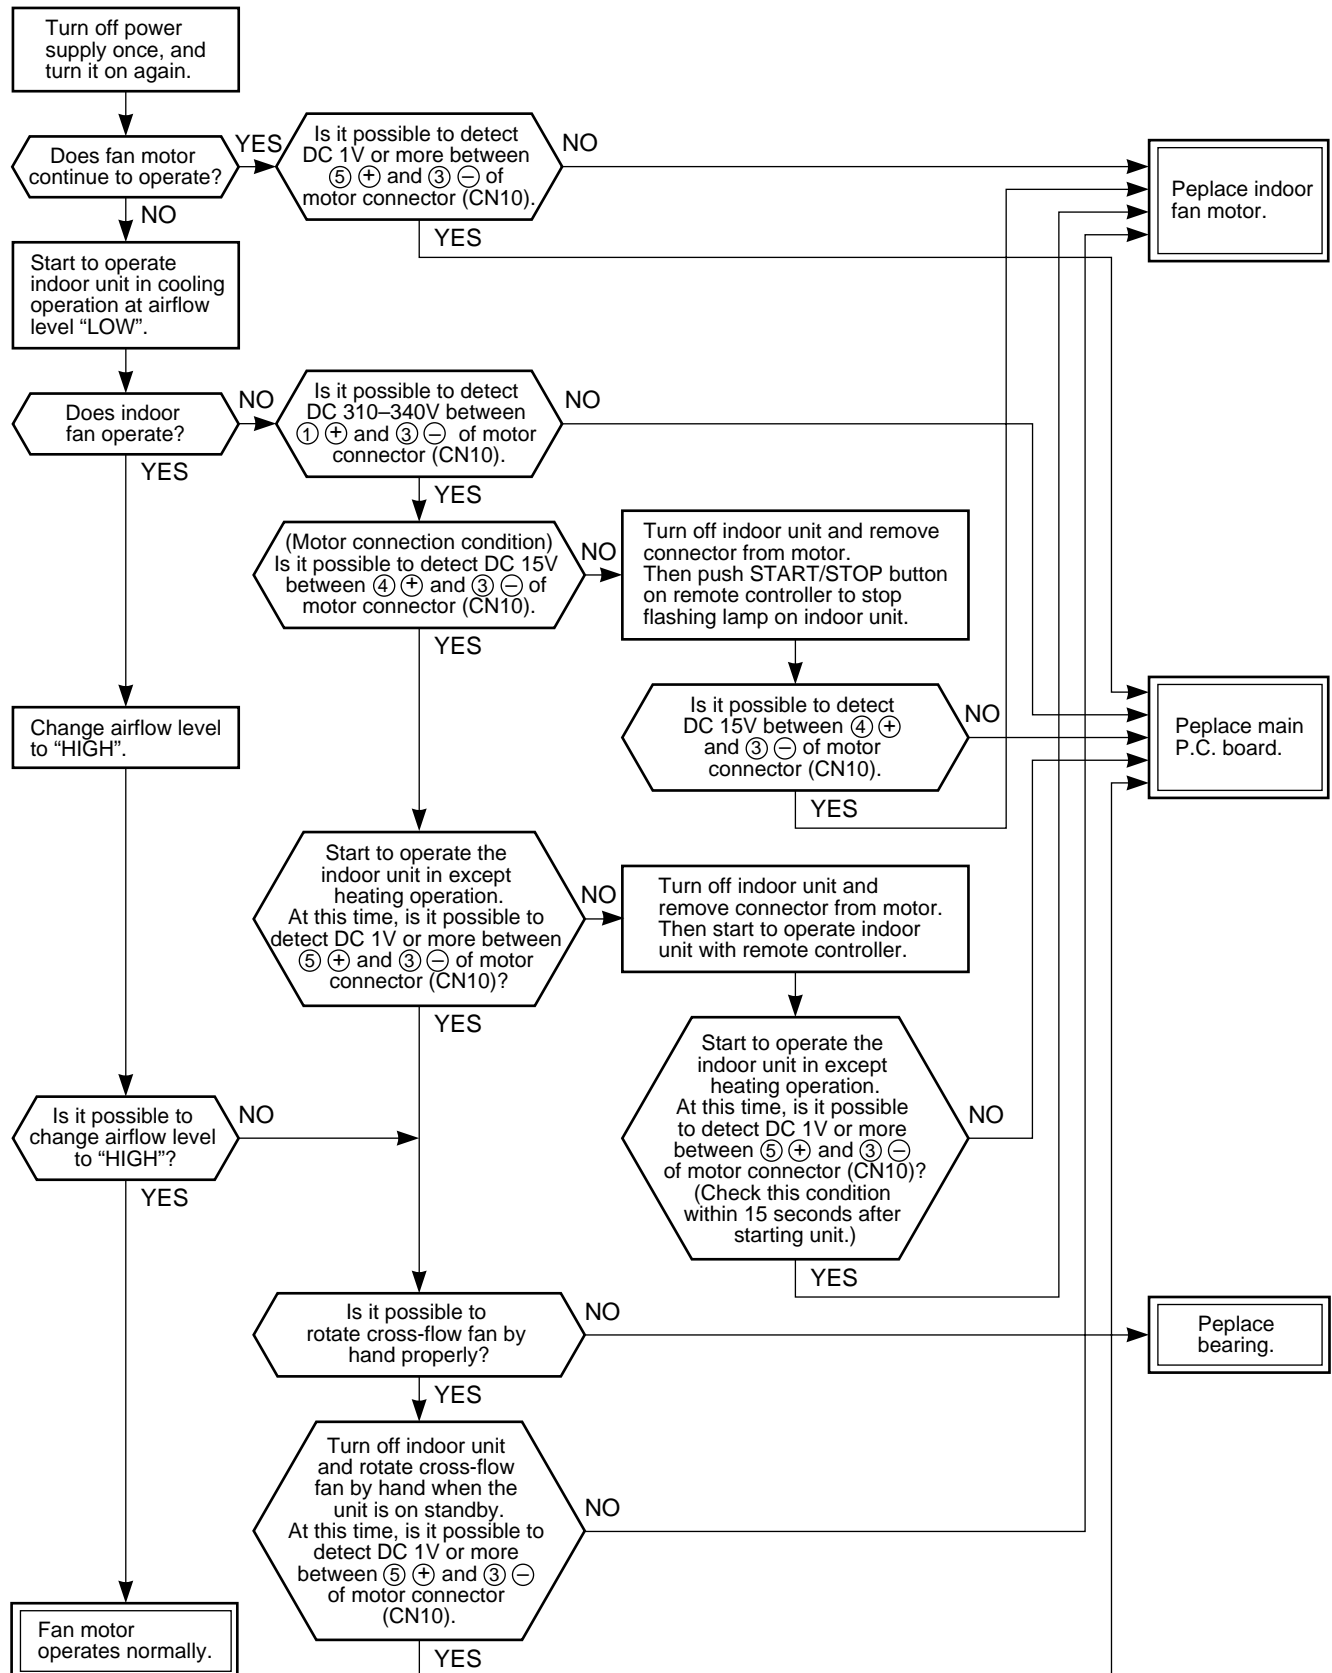 Turn off power
supply once, and
turn it on again.
Does fan motor
continue to operate?
YES
NO
Is it possible to detect
DC 1V or more between
⑤ ⊕ and ③ ⊖ of
motor connector (CN10).
NO
YES
Peplace indoor
fan motor.
Start to operate
indoor unit in cooling
operation at airflow
level “LOW”.
Does indoor
fan operate?
NO
YES
Is it possible to detect
DC 310–340V between
① ⊕ and ③ ⊖ of motor
connector (CN10).
NO
YES
(Motor connection condition)
Is it possible to detect DC 15V
between ④ ⊕ and ③ ⊖ of
motor connector (CN10).
NO
YES
Turn off indoor unit and remove
connector from motor.
Then push START/STOP button
on remote controller to stop
flashing lamp on indoor unit.
Is it possible to detect
DC 15V between ④ ⊕
and ③ ⊖ of motor
connector (CN10).
NO
YES
Peplace main
P.C. board.
Change airflow level
to “HIGH”.
Start to operate the
indoor unit in except
heating operation.
At this time, is it possible to
detect DC 1V or more between
⑤ ⊕ and ③ ⊖ of motor
connector (CN10)?
NO
YES
Turn off indoor unit and
remove connector from motor.
Then start to operate indoor
unit with remote controller.
Start to operate the
indoor unit in except
heating operation.
At this time, is it possible
to detect DC 1V or more
between ⑤ ⊕ and ③ ⊖
of motor connector (CN10)?
(Check this condition
within 15 seconds after
starting unit.)
NO
YES
Is it possible to
change airflow level
to “HIGH”?
NO
YES
Is it possible to
rotate cross-flow fan by
hand properly?
NO
YES
Peplace
bearing.
Turn off indoor unit
and rotate cross-flow
fan by hand when the
unit is on standby.
At this time, is it possible to
detect DC 1V or more
between ⑤ ⊕ and ③ ⊖
of motor connector
(CN10).
NO
YES
Fan motor
operates normally.